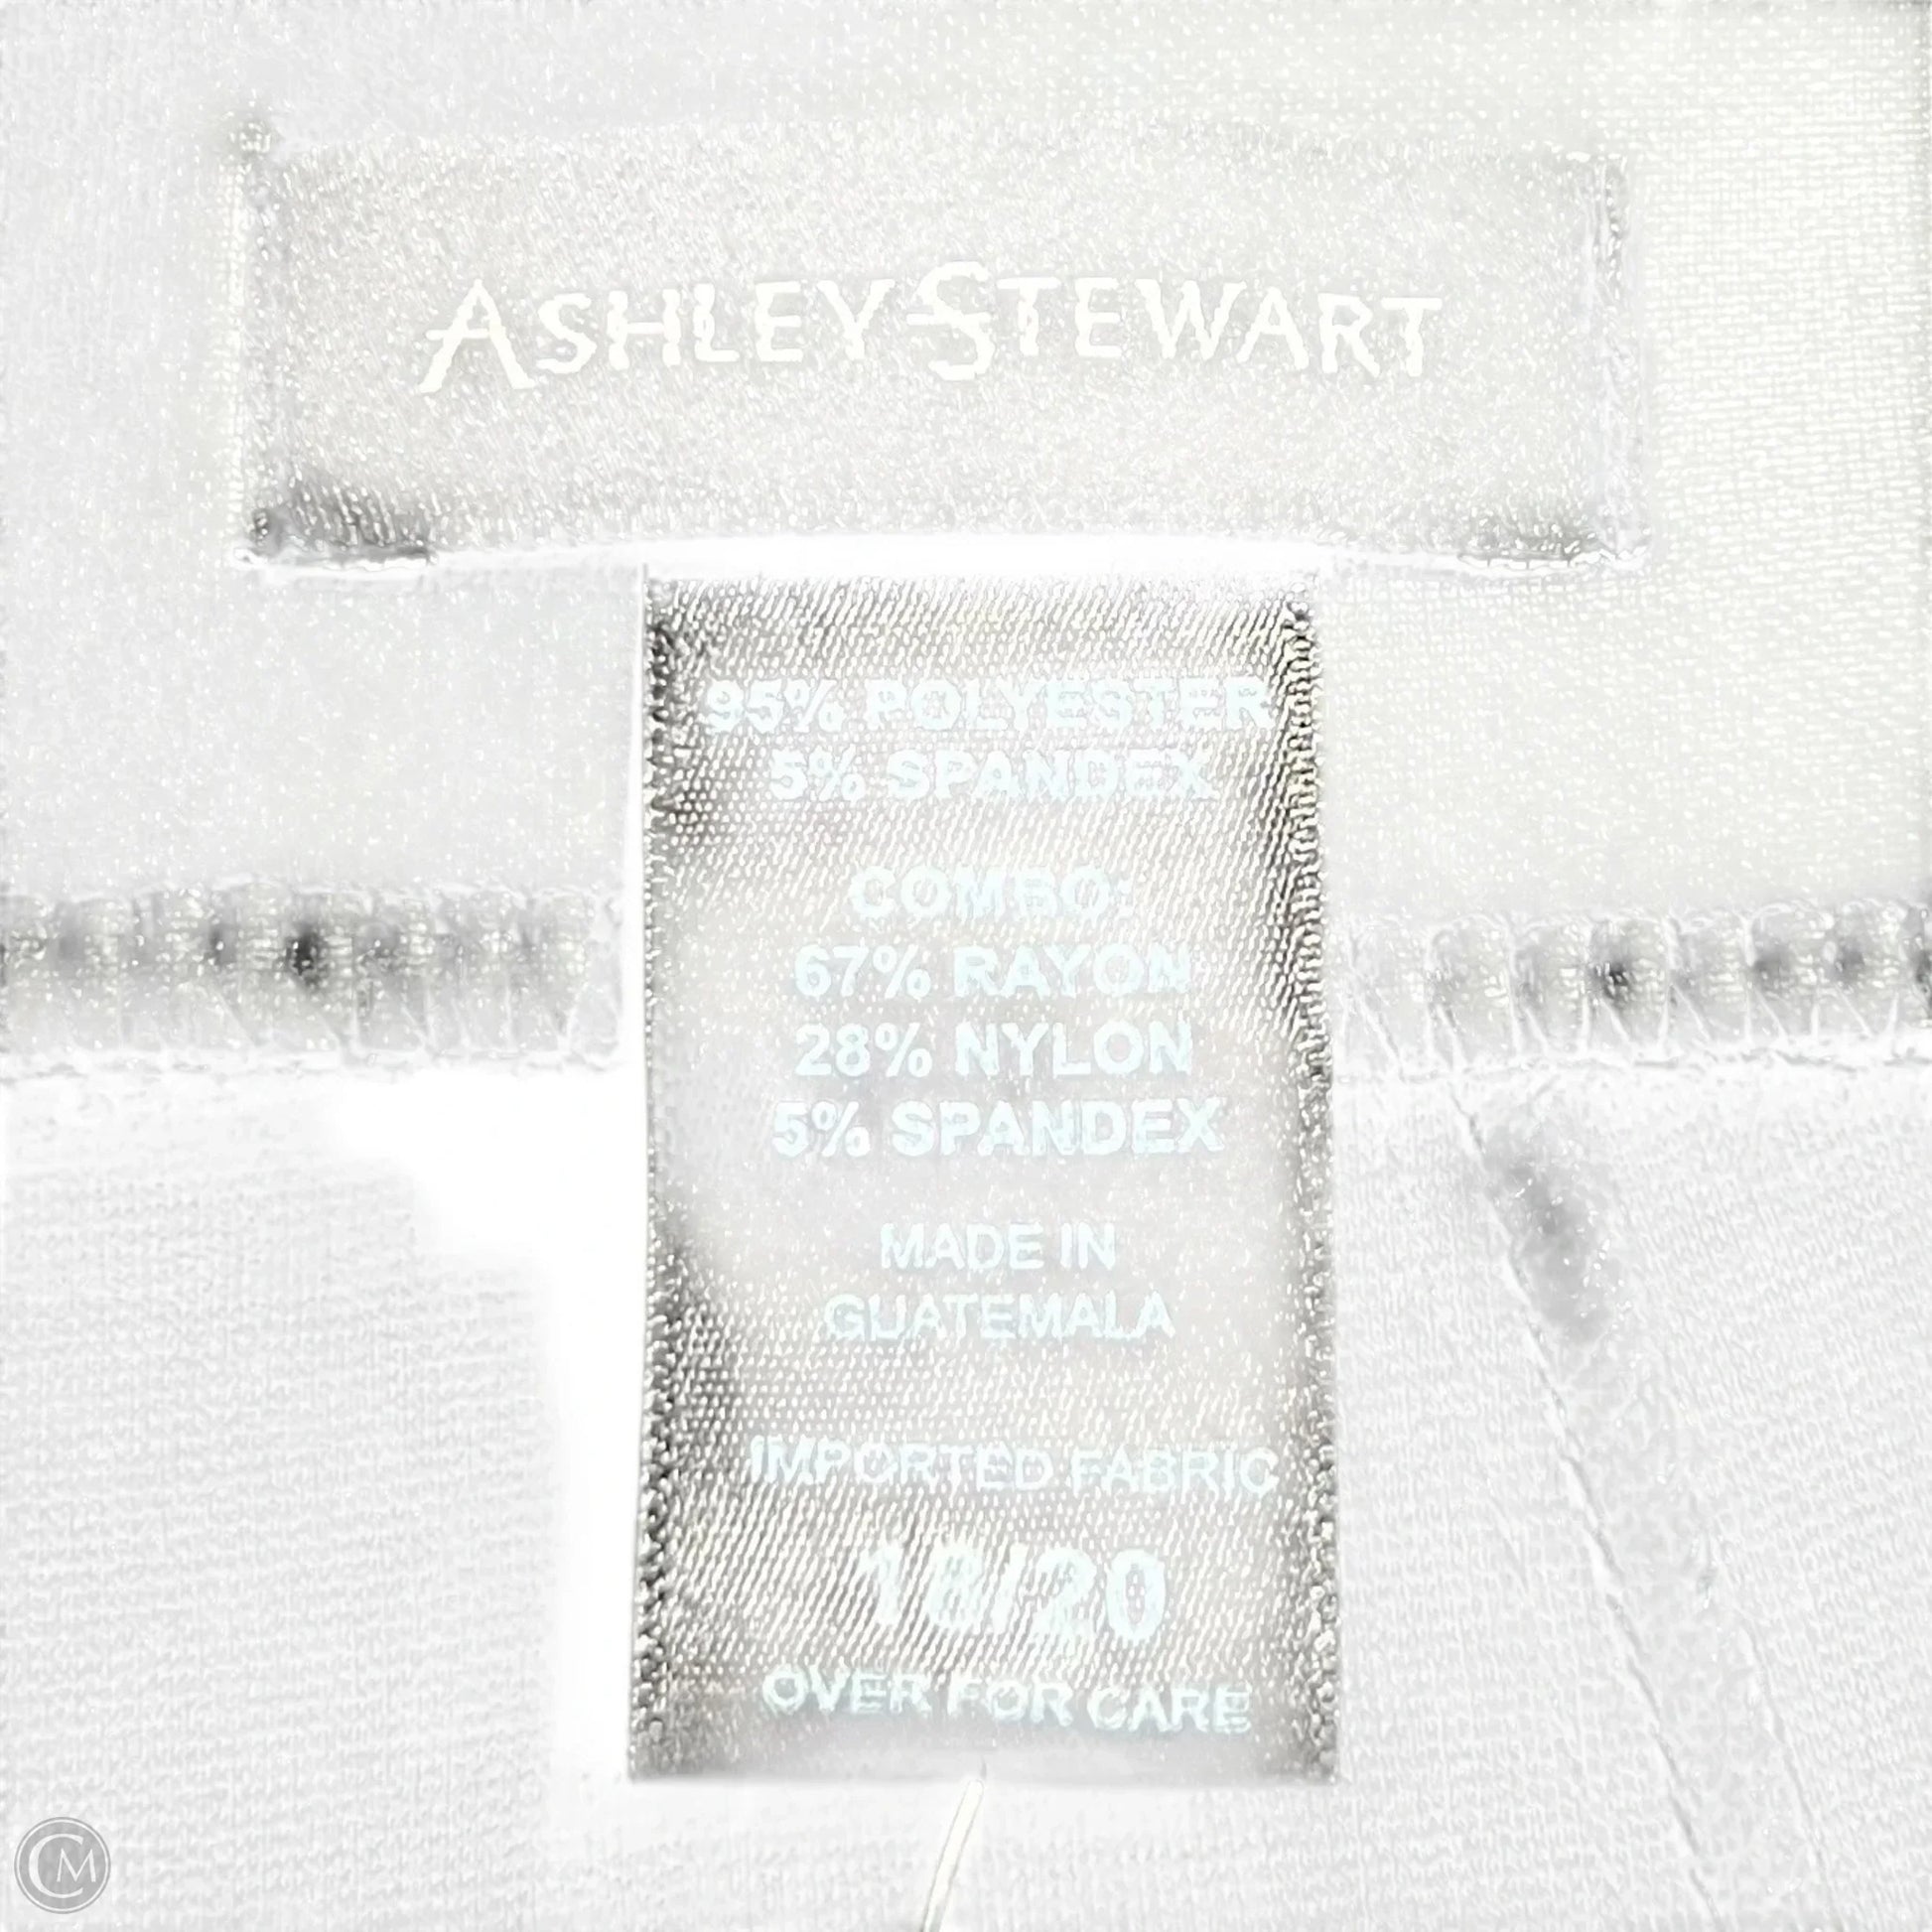 ASHLEY STEWART
95% POLYESTER
5% SPANDEX
COMBO:
67% RAYON
28% NYLON
5% SPANDEX
MADE IN
GUATEMALA
IMPORTED FABRIC
18/20
OVER FOR CARE
CM